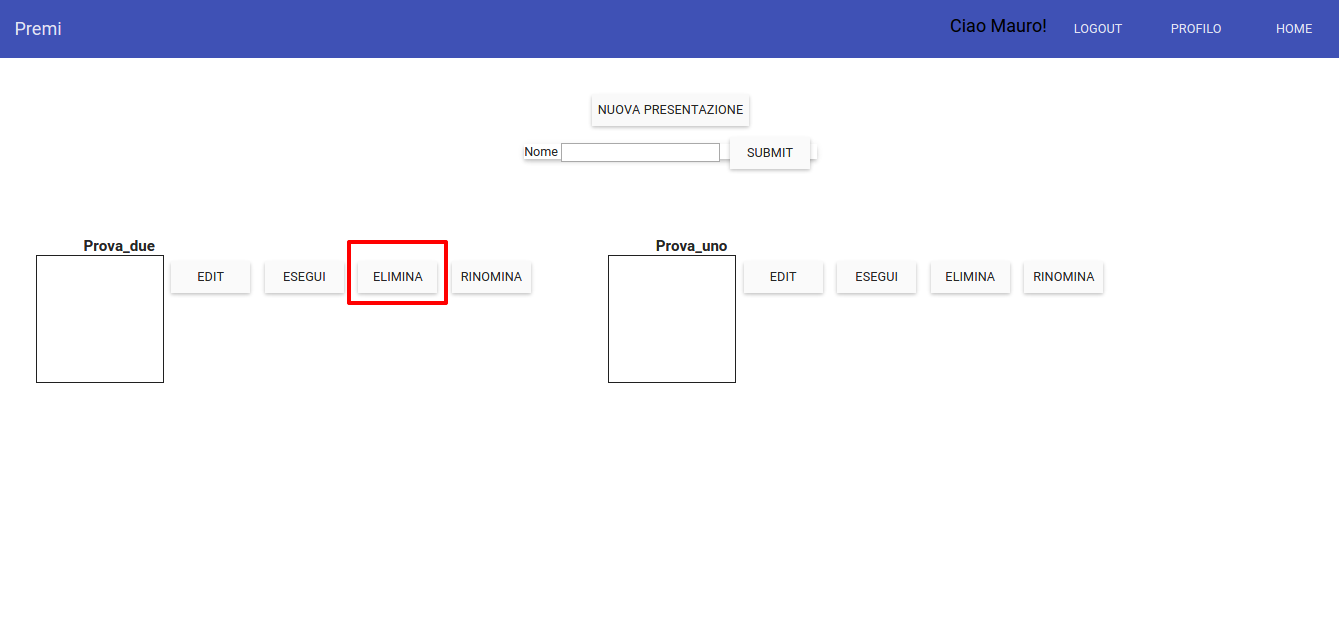 Premi Ciao Mauro! LOGOUT PROFILO HOME
NUOVA PRESENTAZIONE
Nome SUBMIT
Prova_due
EDIT ESEGUI ELIMINA RINOMINA
Prova_uno
EDIT ESEGUI ELIMINA RINOMINA